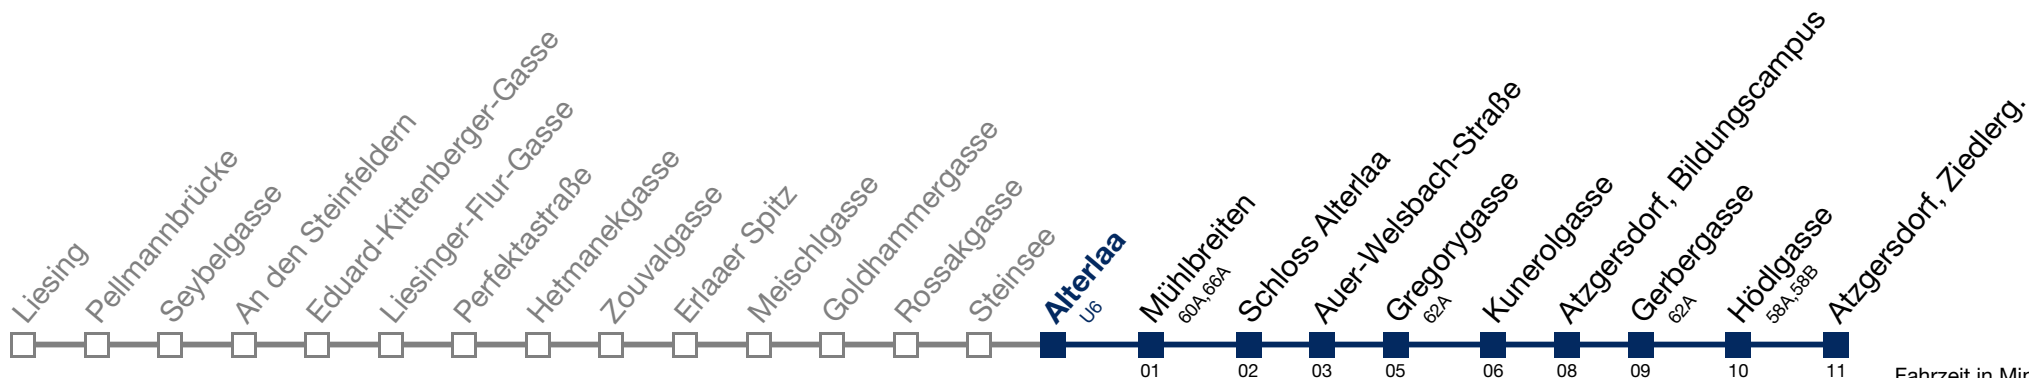 Liesing
Pellmannbrücke
Seybelgasse
An den Steinfeldern
Eduard-Kittenberger-Gasse
Liesinger-Flur-Gasse
Perfektastraße
Hetmanekgasse
Zouvalgasse
Erlaaer Spitz
Meischlgasse
Goldhammergasse
Rossakgasse
Steinsee
Alterlaa
U6
Mühlbreiten
60A,66A
Schloss Alterlaa
Auer-Welsbach-Straße
Gregorygasse
62A
Kunerolgasse
Atzgersdorf, Bildungscampus
Gerbergasse
62A
Hödlgasse
58A,58B
Atzgersdorf, Ziedlerg.
01 02 03 05 06 08 09 10 11
Fahrzeit in